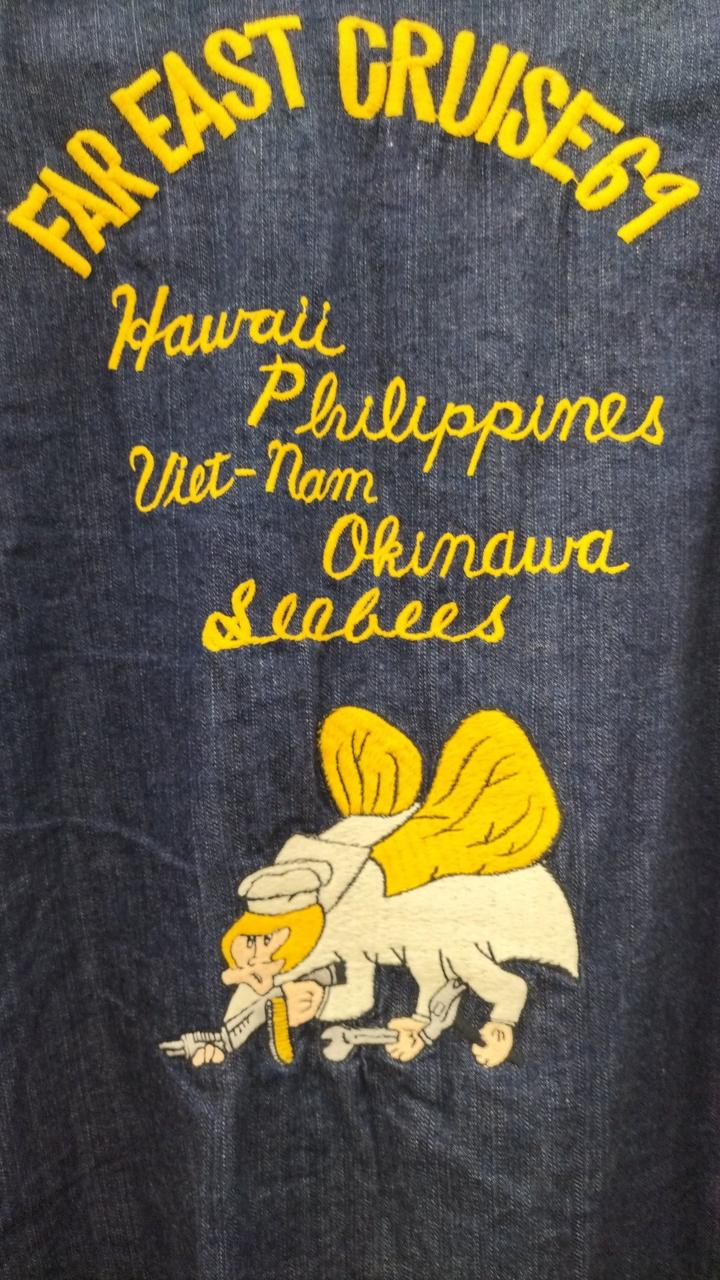 FAR EAST CRUISE 69
Hawaii
Philippines
Viet-Nam
Okinawa
Seabees